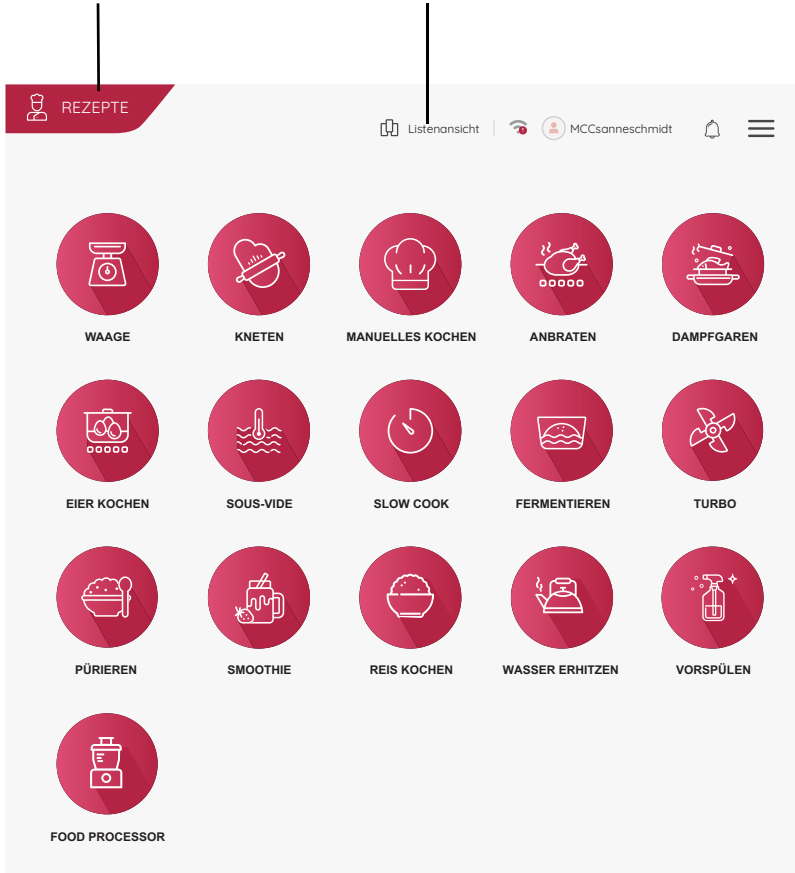 REZEPTE
Listenansicht MCCsanneschmidt
WAAGE KNETEN MANUELLES KOCHEN ANBRATEN DAMPFGAREN
EIER KOCHEN SOUS-VIDE SLOW COOK FERMENTIEREN TURBO
PÜRIEREN SMOOTHIE REIS KOCHEN WASSER ERHITZEN VORSPÜLEN
FOOD PROCESSOR